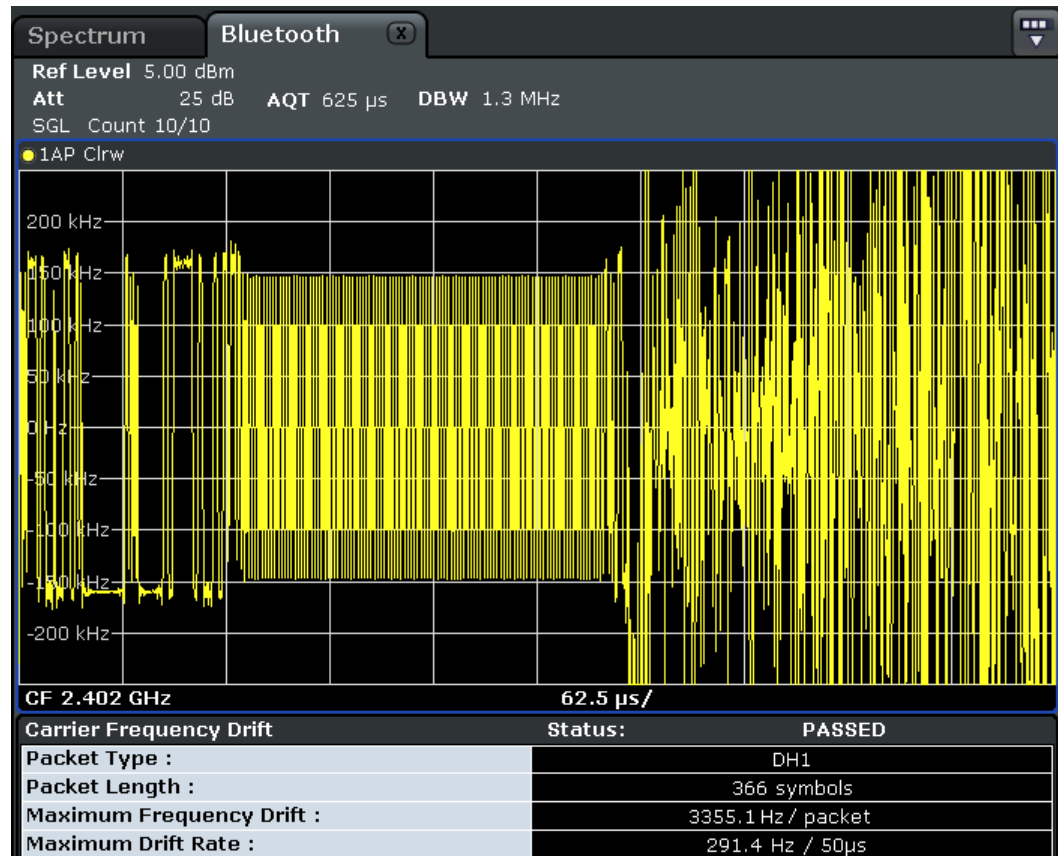 Spectrum Bluetooth X
Ref Level 5.00 dBm
Att 25 dB AQT 625 µs DBW 1.3 MHz
SGL Count 10/10
1AP Clrw
200 kHz
150 kHz
100 kHz
50 kHz
0 Hz
-50 kHz
-100 kHz
-150 kHz
-200 kHz
CF 2.402 GHz 62.5 µs/
Carrier Frequency Drift Status: PASSED
Packet Type : DH1
Packet Length : 366 symbols
Maximum Frequency Drift : 3355.1 Hz / packet
Maximum Drift Rate : 291.4 Hz / 50µs